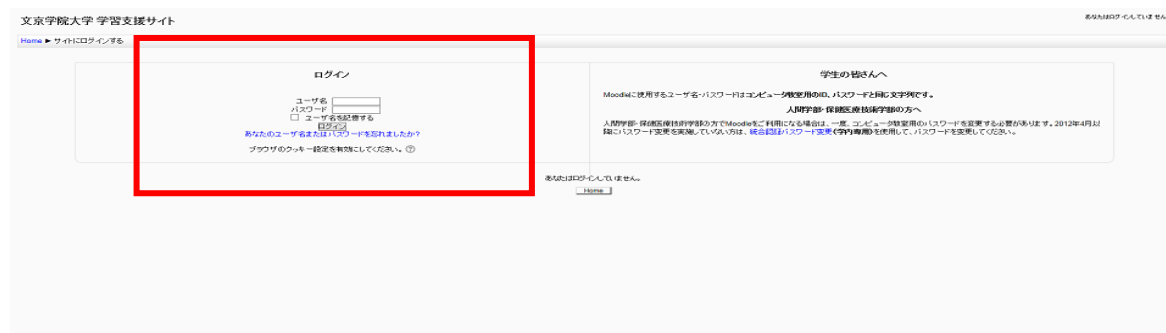 文京学院大学 学習支援サイト
あなたはログインしていません
Home ► サイトにログインする
ログイン
ユーザ名
パスワード
ユーザ名を記憶する
ログイン
あなたのユーザ名またはパスワードを忘れましたか?
ブラウザのクッキー設定を有効にしてください。
学生の皆さんへ
Moodleに使用するユーザ名・パスワードはコンピュータ教室用のID、パスワードと同じ文字列です。
人間学部・保健医療技術学部の方へ
人間学部・保健医療技術学部の方でMoodleをご利用になる場合は、一度、コンピュータ教室用のパスワードを変更する必要があります。2012年4月以
降にパスワード変更を実施していない方は、統合認証パスワード変更(学内専用)を使用して、パスワードを変更してください。
あなたはログインしていません。
Home